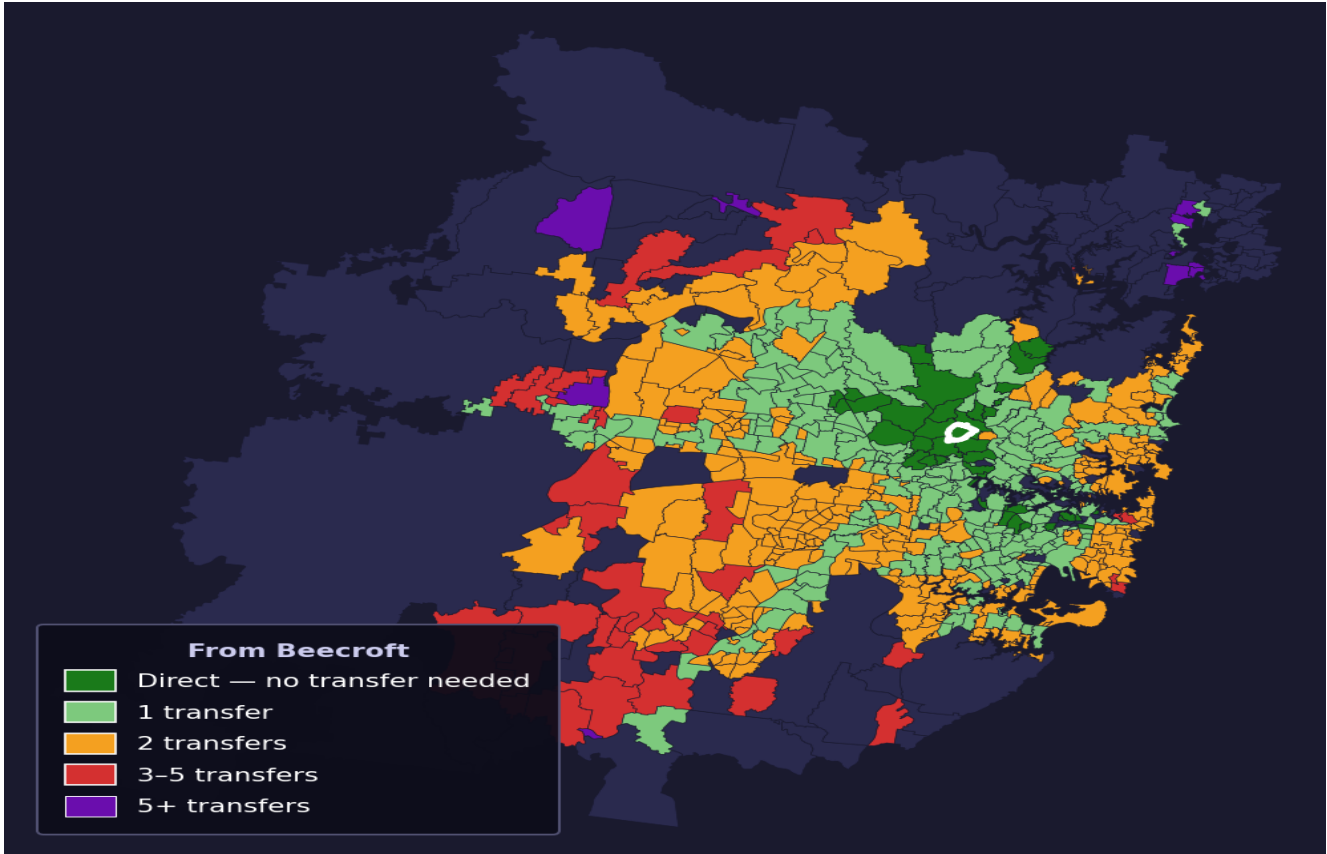 From Beecroft
Direct — no transfer needed
1 transfer
2 transfers
3–5 transfers
5+ transfers